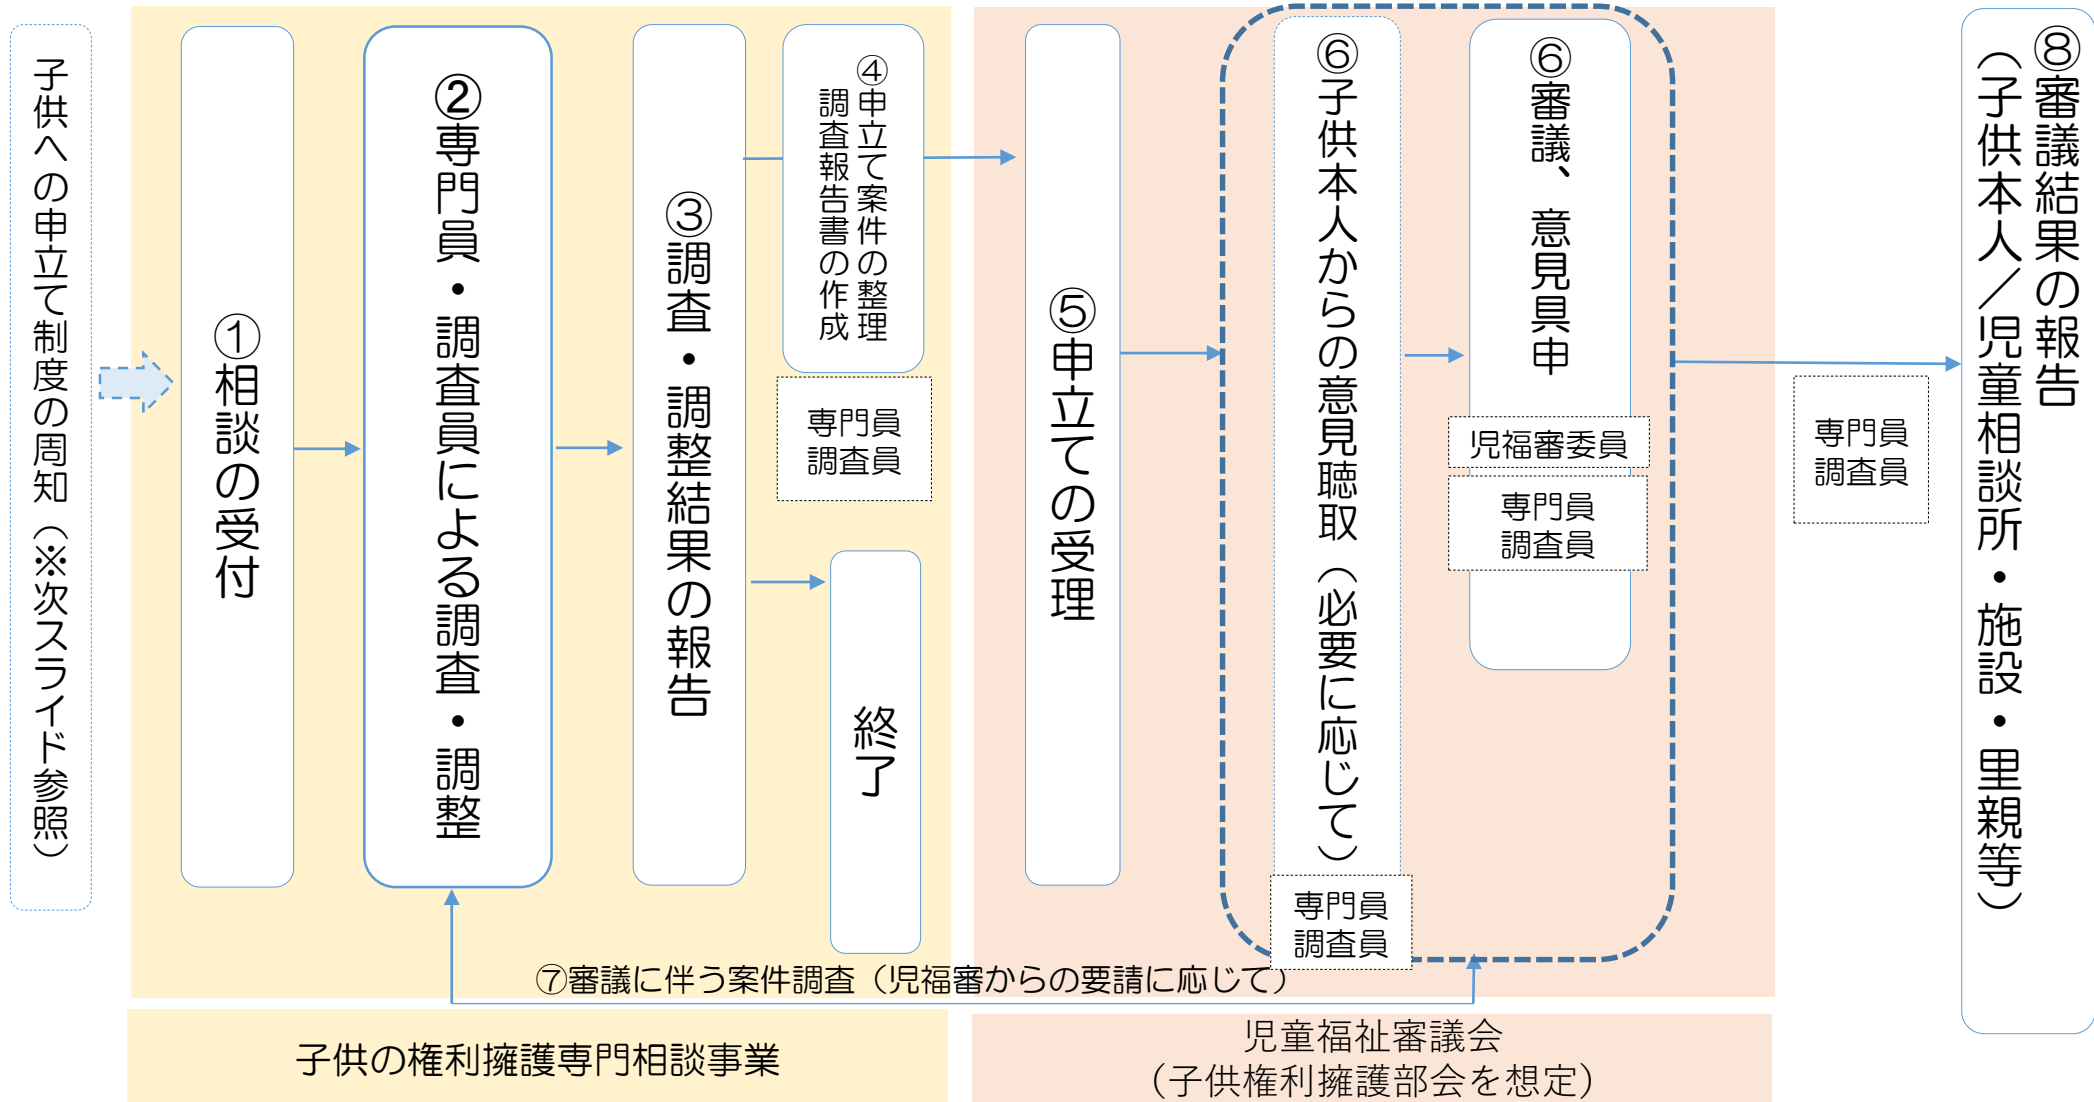 子供への申立て制度の周知（※次スライド参照）
①相談の受付
②専門員・調査員による調査・調整
③調査・調整結果の報告
④申立て案件の整理
調査報告書の作成
専門員
調査員
終了
⑤申立ての受理
⑥子供本人からの意見聴取（必要に応じて）
専門員
調査員
⑥審議、意見具申
児福審委員
専門員
調査員
専門員
調査員
⑧審議結果の報告
（子供本人／児童相談所・施設・里親等）
⑦審議に伴う案件調査（児福審からの要請に応じて）
子供の権利擁護専門相談事業
児童福祉審議会
（子供権利擁護部会を想定）